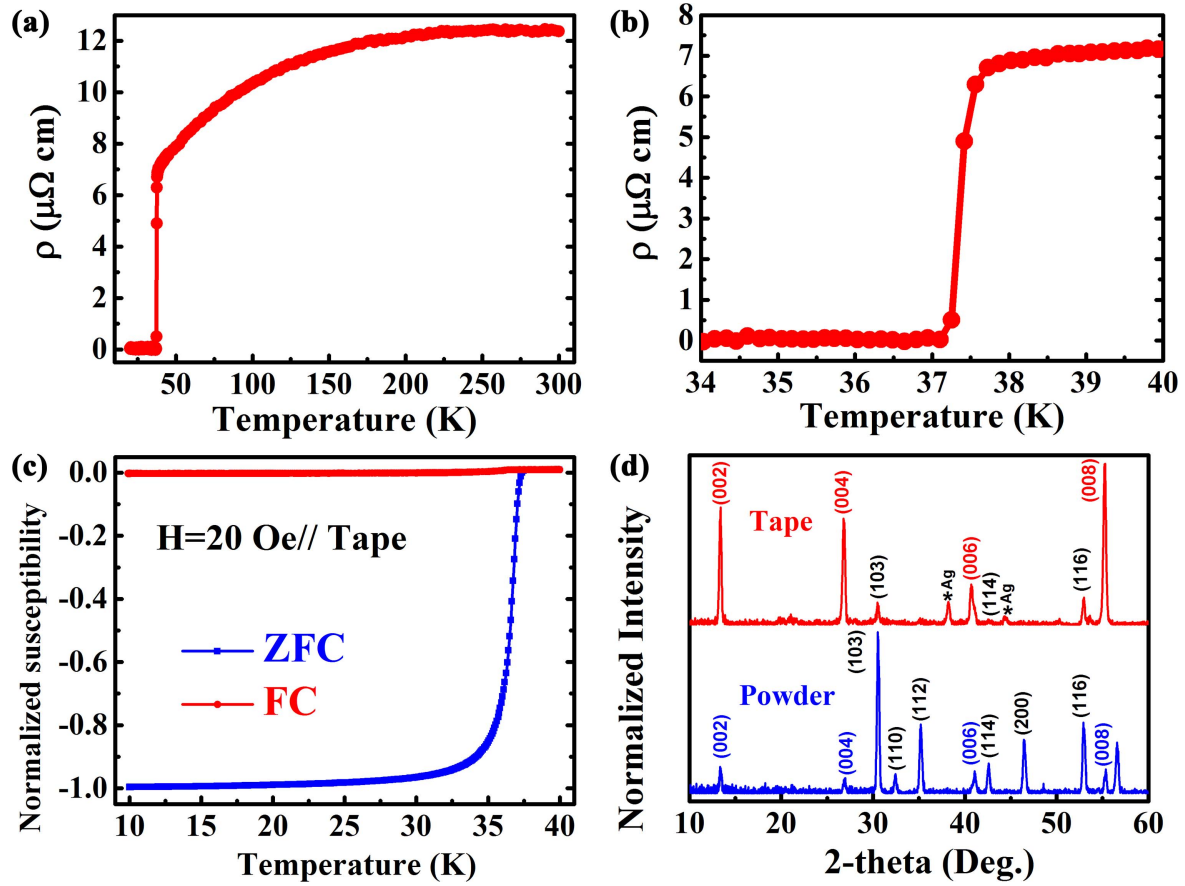 (a)
12
10
8
6
4
2
0
ρ (μΩ cm)
50 100 150 200 250 300
Temperature (K)
(b)
8
7
6
5
4
3
2
1
0
ρ (μΩ cm)
34 35 36 37 38 39 40
Temperature (K)
(c)
0.0
-0.2
-0.4
-0.6
-0.8
-1.0
Normalized susceptibility
H=20 Oe// Tape
ZFC
FC
10 15 20 25 30 35 40
Temperature (K)
(d)
Normalized Intensity
Tape
(002)
(004)
(103)
*Ag
(006)
(114)
*Ag
(116)
(008)
Powder
(002)
(004)
(103)
(110)
(112)
(006)
(114)
(200)
(116)
(008)
10 20 30 40 50 60
2-theta (Deg.)